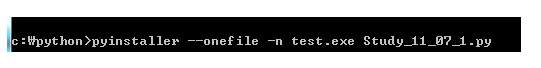 c:₩python>pyinstaller --onefile -n test.exe Study_11_07_1.py